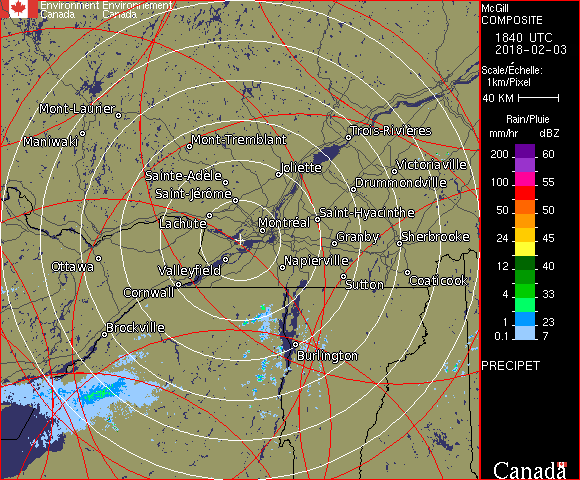 Environment Environnement
Canada Canada
McGill
COMPOSITE
1840 UTC
2018-02-03
Scale/Échelle:
1km/Pixel
40 KM
Rain/Pluie
mm/hr dBZ
200 60
155
100 55
50 50
24 45
12 40
4 33
1 23
0.1 7
PRECIPET
Canada
Mont-Laurier
Maniwaki
Mont-Tremblant
Trois-Rivières
Joliette
Victoriaville
Sainte-Adèle
Drummondville
Saint-Jérôme
Lachute
Saint-Hyacinthe
Montréal
Granby
Sherbrooke
Ottawa
Valleyfield
Napierville
Cornwall
Sutton
Coaticook
Brockville
Burlington